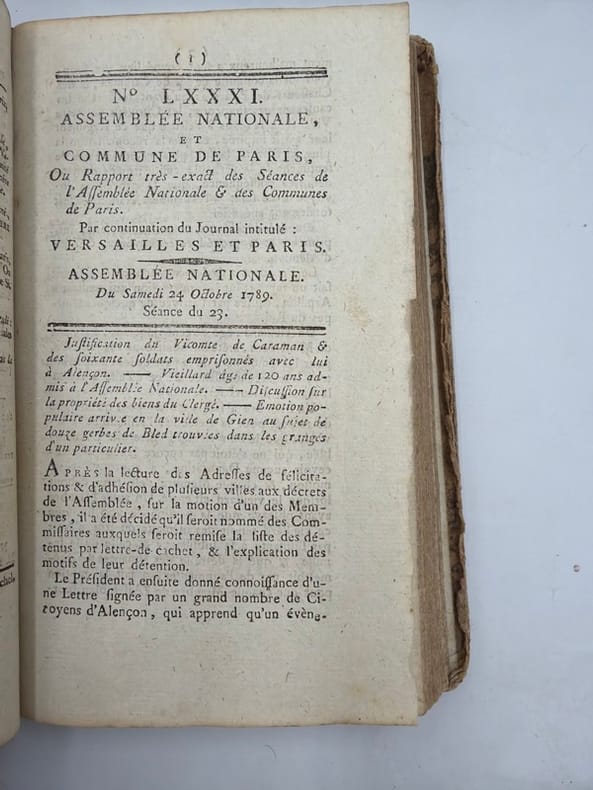 ( 1 )
Nº LXXXI.
ASSEMBLÉE NATIONALE,
ET
COMMUNE DE PARIS,
Ou Rapport très-exact des Séances de
l'Aſſemblée Nationale & des Communes
de Paris.
Par continuation du Journal intitulé :
VERSAILLES ET PARIS.
ASSEMBLÉE NATIONALE.
Du Samedi 24 Octobre 1789.
Séance du 23.
Juſtification du Vicomte de Caraman &
des ſoixante ſoldats empriſonnés avec lui
à Alençon. —— Vieillard âgé de 120 ans ad-
mis à l'Aſſemblée Nationale. —— Diſcuſſion ſur
la propriété des biens du Clergé. —— Emotion po-
pulaire arrivée en la ville de Gien au ſujet de
douze gerbes de Bled trouvées dans les granges
d'un particulier.
APRÈS la lecture des Adreſſes de félicita-
tions & d'adhéſion de pluſieurs villes aux décrets
de l'Aſſemblée, ſur la motion d'un des Mem-
bres, il a été décidé qu'il ſeroit nommé des Com-
miſſaires auxquels ſeroit remiſe la liſte des dé-
tenus par lettre-de cachet, & l'explication des
motifs de leur détention.
Le Préſident a enſuite donné connoiſſance d'u-
ne Lettre ſignée par un grand nombre de Ci-
toyens d'Alençon, qui apprend qu'un évène-